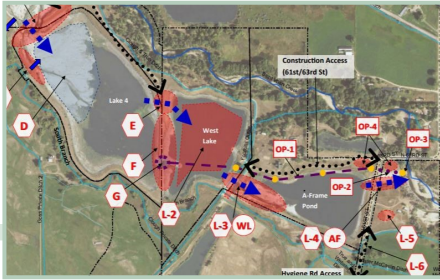 Construction Access
(61st/63rd St)
OP-4
OP-3
OP-1
D
Lake 4
E
West
Lake
South Branch
F
OP-2
A-Frame
Pond
G
L-2
L-3
WL
L-4
AF
L-5
L-6
Hygiene Rd Access